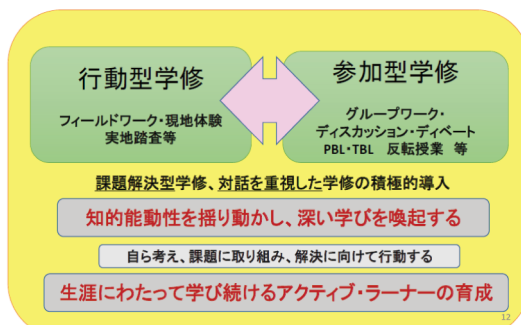 行動型学修
フィールドワーク・現地体験
実地踏査等
参加型学修
グループワーク・
ディスカッション・ディベート
PBL・TBL 反転授業 等
課題解決型学修、対話を重視した学修の積極的導入
知的能動性を揺り動かし、深い学びを喚起する
自ら考え、課題に取り組み、解決に向けて行動する
生涯にわたって学び続けるアクティブ・ラーナーの育成
12